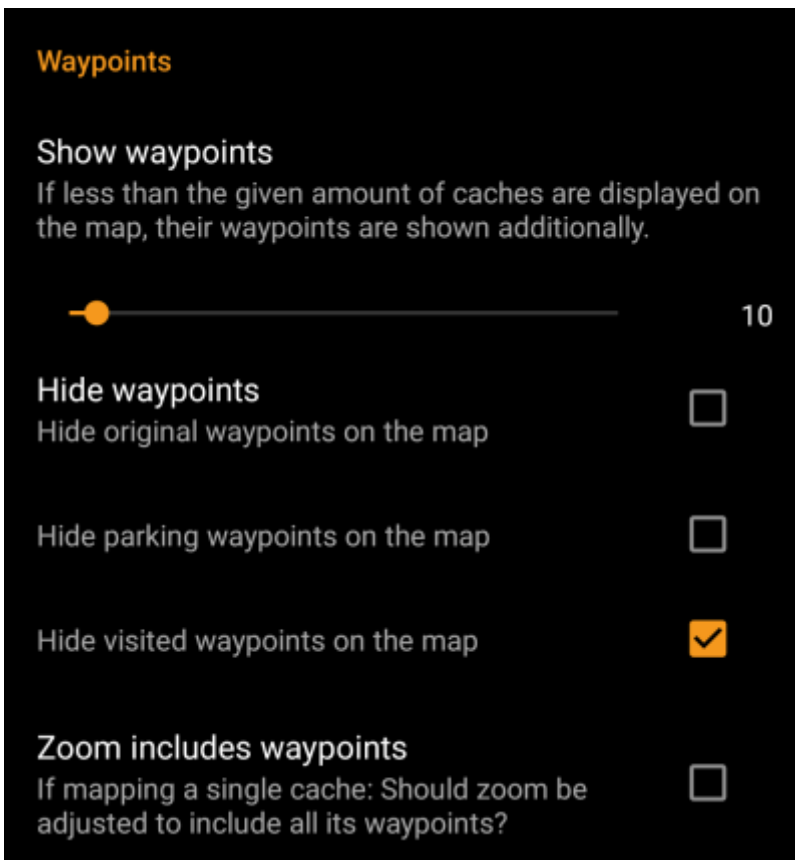 Waypoints
Show waypoints
If less than the given amount of caches are displayed on
the map, their waypoints are shown additionally.
10
Hide waypoints
Hide original waypoints on the map
Hide parking waypoints on the map
Hide visited waypoints on the map
Zoom includes waypoints
If mapping a single cache: Should zoom be
adjusted to include all its waypoints?